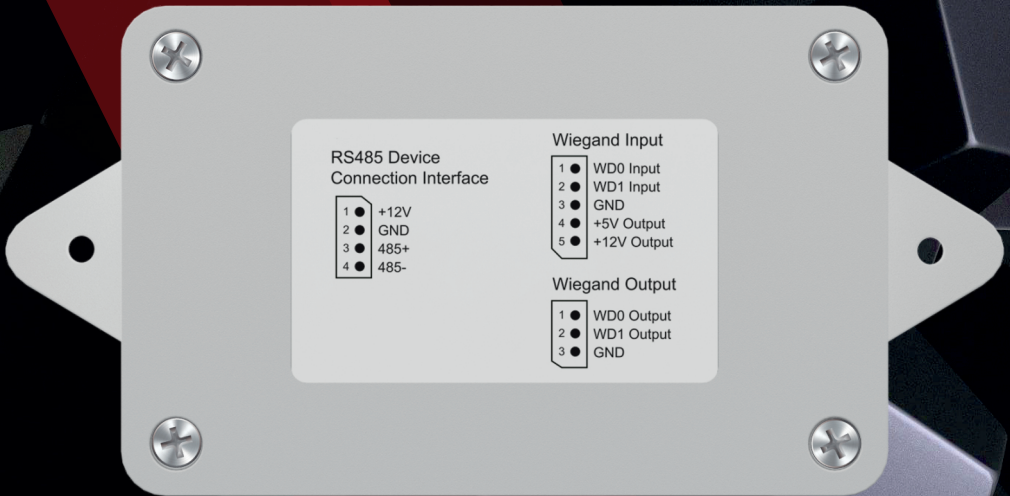 RS485 Device
Connection Interface
1 +12V
2 GND
3 485+
4 485-
Wiegand Input
1 WD0 Input
2 WD1 Input
3 GND
4 +5V Output
5 +12V Output
Wiegand Output
1 WD0 Output
2 WD1 Output
3 GND